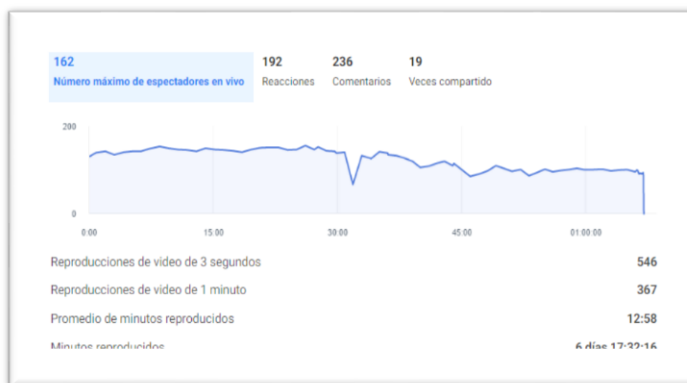 162 192 236 19
Número máximo de espectadores en vivo Reacciones Comentarios Veces compartido
200
0
0:00 15:00 30:00 45:00 01:00:00
Reproducciones de video de 3 segundos 546
Reproducciones de video de 1 minuto 367
Promedio de minutos reproducidos 12:58
Minutos reproducidos 6 días 17:32:16